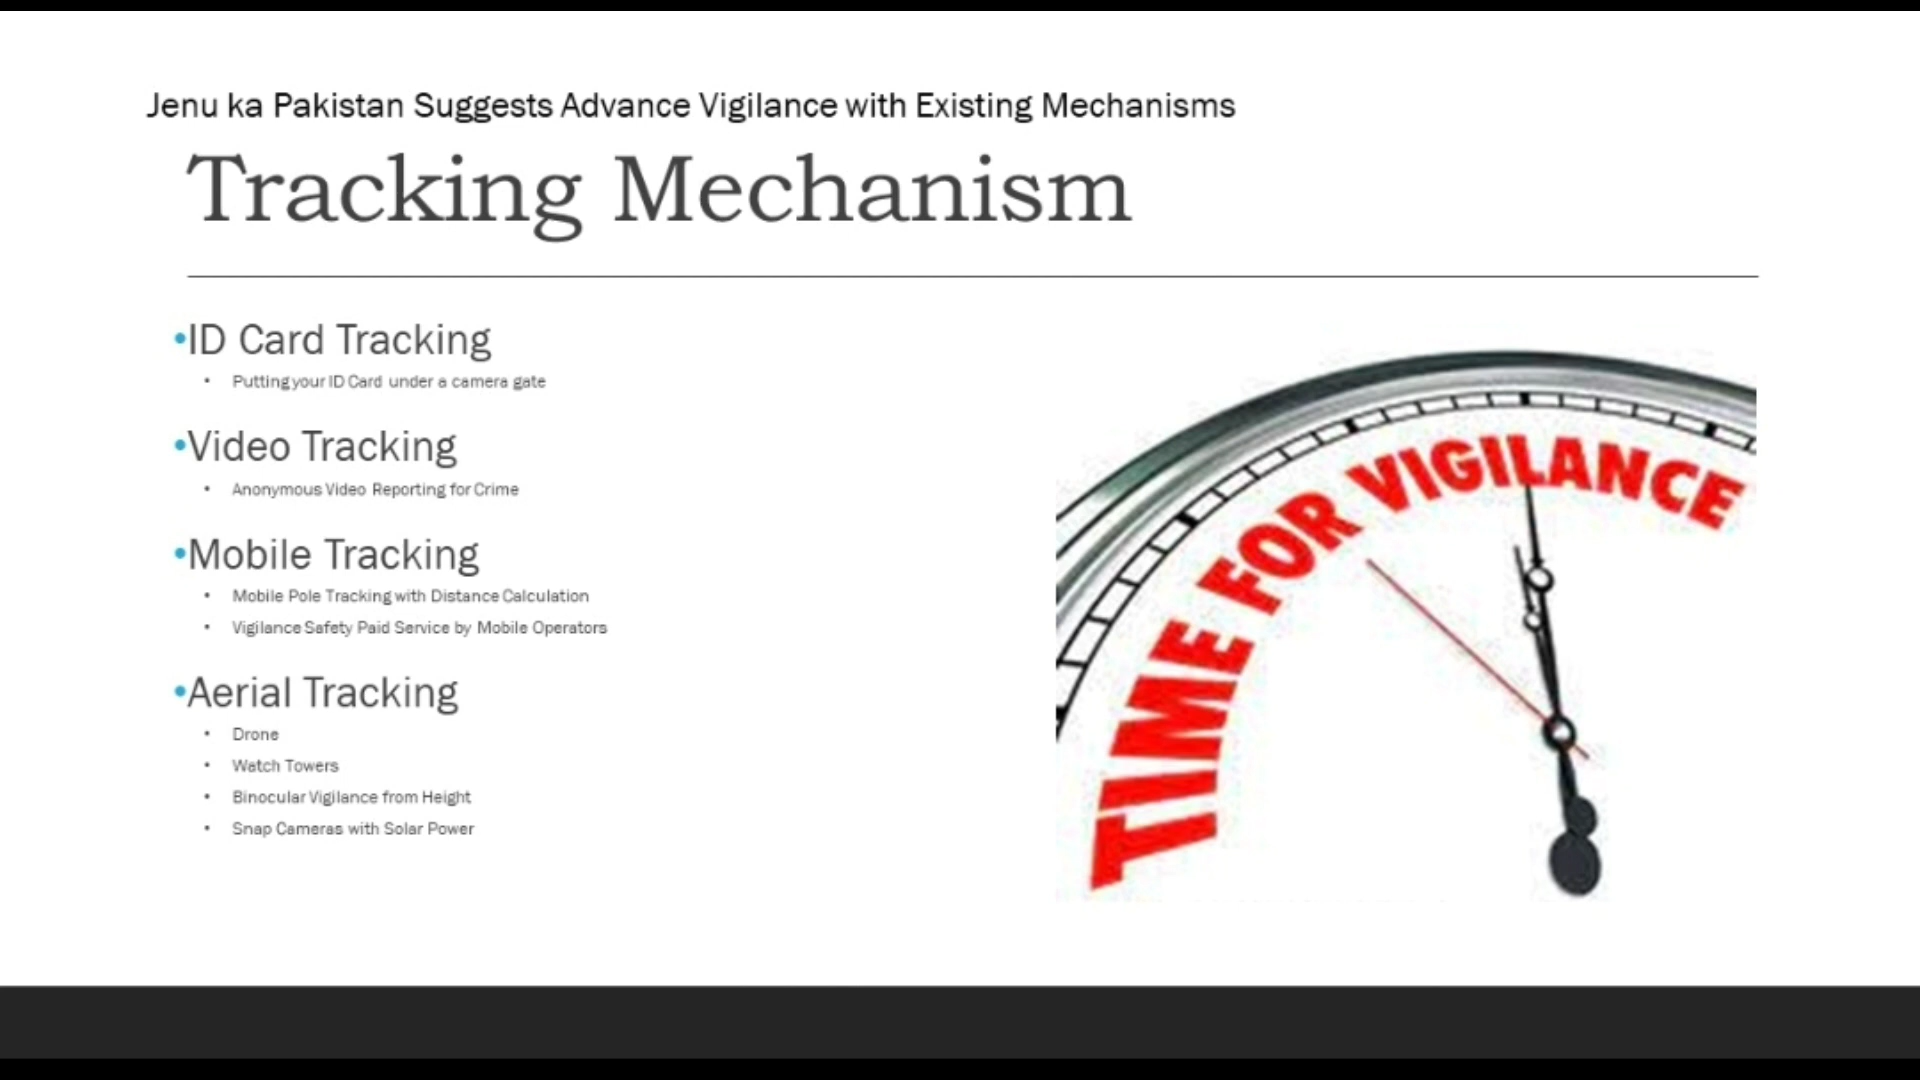 Jenu ka Pakistan Suggests Advance Vigilance with Existing Mechanisms
Tracking Mechanism
•ID Card Tracking
• Putting your ID Card under a camera gate
•Video Tracking
• Anonymous Video Reporting for Crime
•Mobile Tracking
• Mobile Pole Tracking with Distance Calculation
• Vigilance Safety Paid Service by Mobile Operators
•Aerial Tracking
• Drone
• Watch Towers
• Binocular Vigilance from Height
• Snap Cameras with Solar Power
TIME FOR VIGILANCE